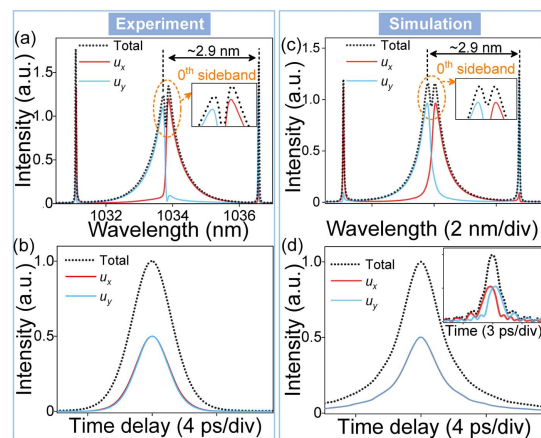 Experiment
Simulation
(a)
Total
u_x
u_y
~2.9 nm
0th sideband
Intensity (a.u.)
1.5
1.0
0.5
0
1032
1034
1036
Wavelength (nm)
(c)
Total
u_x
u_y
~2.9 nm
0th sideband
Intensity (a.u.)
1.5
1.0
0.5
0
Wavelength (2 nm/div)
(b)
Total
u_x
u_y
Intensity (a.u.)
1.0
0.5
0
Time delay (4 ps/div)
(d)
Total
u_x
u_y
Time (3 ps/div)
Intensity (a.u.)
1.0
0.5
0
Time delay (4 ps/div)